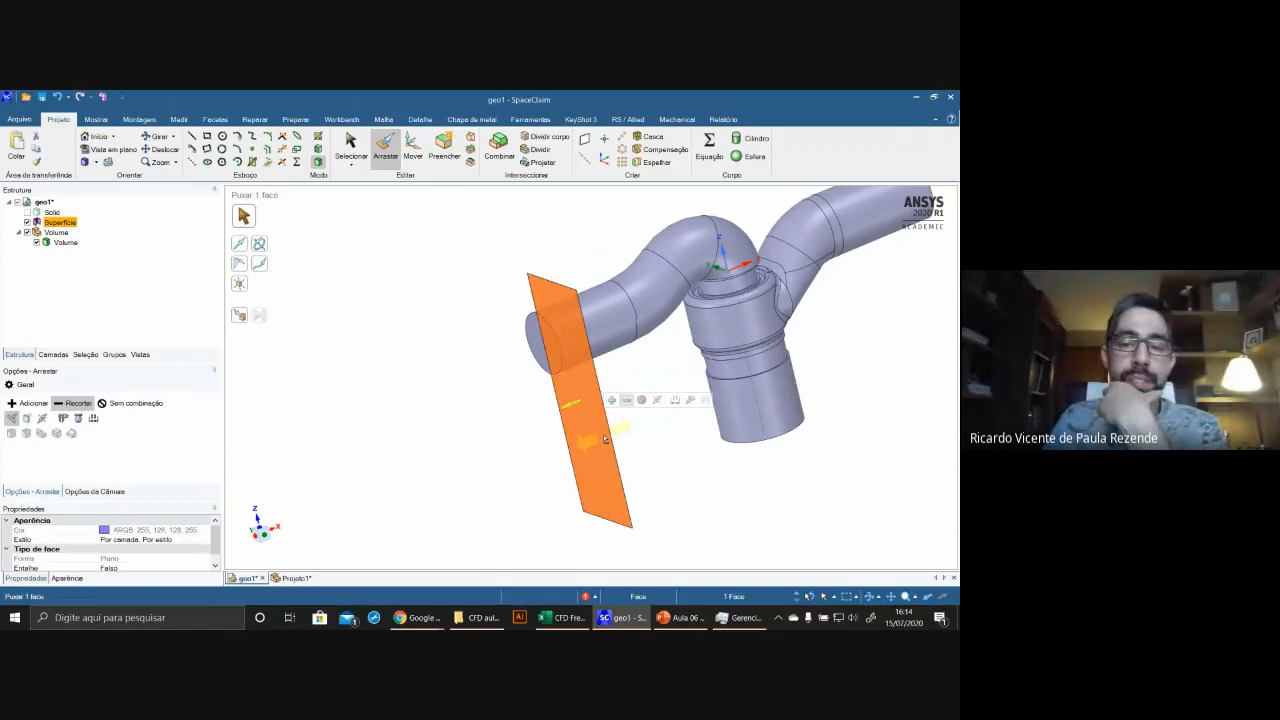 geo1 - SpaceClaim
Arquivo Projeto Mostrar Montagem Medir Facetas Reparar Preparar Workbench Malha Detalhe Chapa de metal Ferramentas KeyShot 3 RS / Allied Mechanical Relatório
Início Girar Dividir corpo Casca Cilindro
Vista em plano Deslocar Dividir Compensação
Zoom Projetar Espelhar Esfera
Colar Selecionar Arrastar Mover Preencher Combinar Equação
Área de transferência Orientar Esboço Modo Editar Interseccionar Criar Corpo
Estrutura
geo1*
Solid
Superfície
Volume
Volume
Puxar 1 face
ANSYS
2020 R1
ACADEMIC
Z
Y
Estrutura Camadas Seleção Grupos Vistas
Opções - Arrastar
Geral
Adicionar Recortar Sem combinação
Opções - Arrastar Opções da Câmera
Propriedades
Aparência
Cor ARGB: 255, 128, 128, 255
Estilo Por camada, Por estilo
Tipo de face
Forma Plano
Entalhe Falso
Propriedades Aparência
Z
X
Y
geo1* Projeto1*
Puxar 1 face Face 1 Face
Digite aqui para pesquisar
Google ...
CFD aul...
CFD Fre...
geo1 - S...
Aula 06 ...
Gerenci...
16:14
15/07/2020
Ricardo Vicente de Paula Rezende